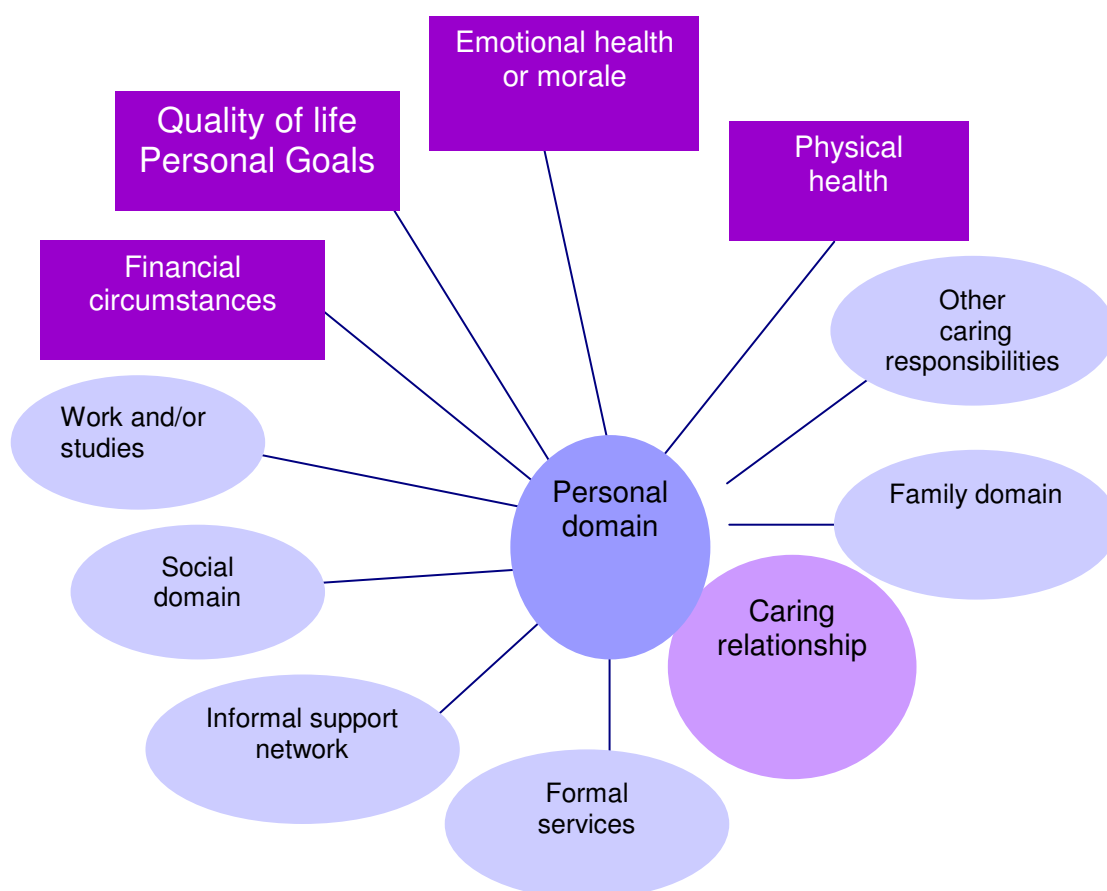 Emotional health
or morale
Quality of life
Personal Goals
Physical
health
Financial
circumstances
Other
caring
responsibilities
Work and/or
studies
Personal
domain
Family domain
Social
domain
Caring
relationship
Informal support
network
Formal
services